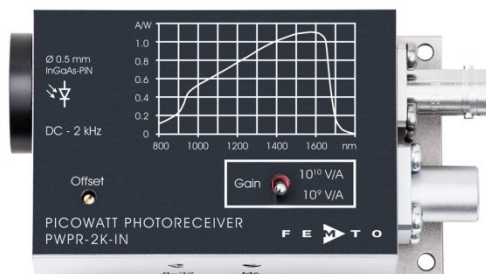 A/W
1.0
0.8
0.6
0.4
0.2
0
800 1000 1200 1400 1600 nm
Ø 0.5 mm
InGaAs-PIN
DC - 2 kHz
Offset
Gain
10¹⁰ V/A
10⁹ V/A
PICOWATT PHOTORECEIVER
PWPR-2K-IN
FEMTO